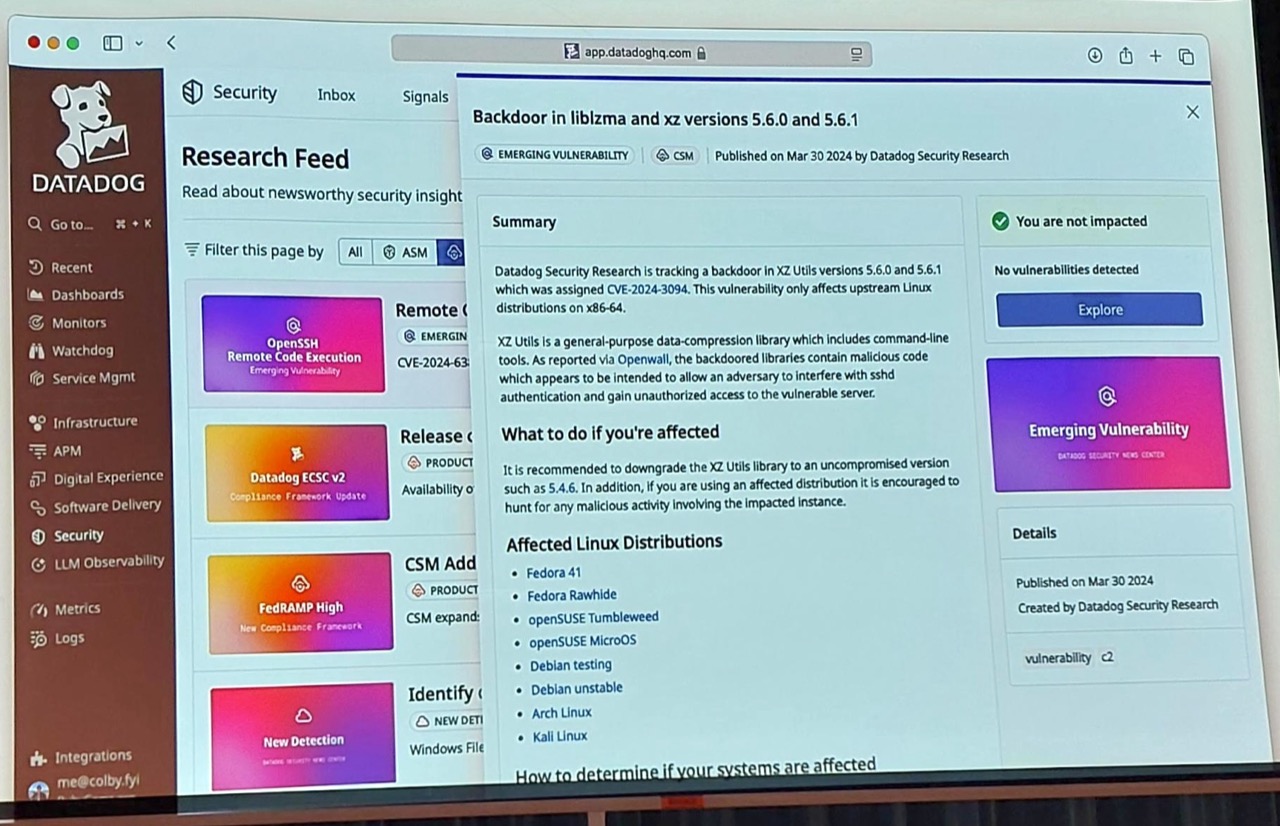 app.datadoghq.com
DATADOG
Go to... ⌘ + K
Recent
Dashboards
Monitors
Watchdog
Service Mgmt
Infrastructure
APM
Digital Experience
Software Delivery
Security
LLM Observability
Metrics
Logs
Integrations
me@colby.fyi
Security Inbox Signals
Research Feed
Read about newsworthy security insight
Filter this page by All ASM
OpenSSH
Remote Code Execution
Emerging Vulnerability
Remote
EMERGIN
CVE-2024-63
Datadog ECSC v2
Compliance Framework Update
Release
PRODUCT
Availability o
FedRAMP High
New Compliance Framework
CSM Add
PRODUCT
CSM expand
New Detection
DATADOG SECURITY NEWS CENTER
Identify
NEW DET
Windows File
Backdoor in liblzma and xz versions 5.6.0 and 5.6.1
EMERGING VULNERABILITY CSM Published on Mar 30 2024 by Datadog Security Research
Summary
Datadog Security Research is tracking a backdoor in XZ Utils versions 5.6.0 and 5.6.1
which was assigned CVE-2024-3094. This vulnerability only affects upstream Linux
distributions on x86-64.
XZ Utils is a general-purpose data-compression library which includes command-line
tools. As reported via Openwall, the backdoored libraries contain malicious code
which appears to be intended to allow an adversary to interfere with sshd
authentication and gain unauthorized access to the vulnerable server.
What to do if you're affected
It is recommended to downgrade the XZ Utils library to an uncompromised version
such as 5.4.6. In addition, if you are using an affected distribution it is encouraged to
hunt for any malicious activity involving the impacted instance.
Affected Linux Distributions
• Fedora 41
• Fedora Rawhide
• openSUSE Tumbleweed
• openSUSE MicroOS
• Debian testing
• Debian unstable
• Arch Linux
• Kali Linux
How to determine if your systems are affected
You are not impacted
No vulnerabilities detected
Explore
Emerging Vulnerability
DATADOG SECURITY NEWS CENTER
Details
Published on Mar 30 2024
Created by Datadog Security Research
vulnerability c2